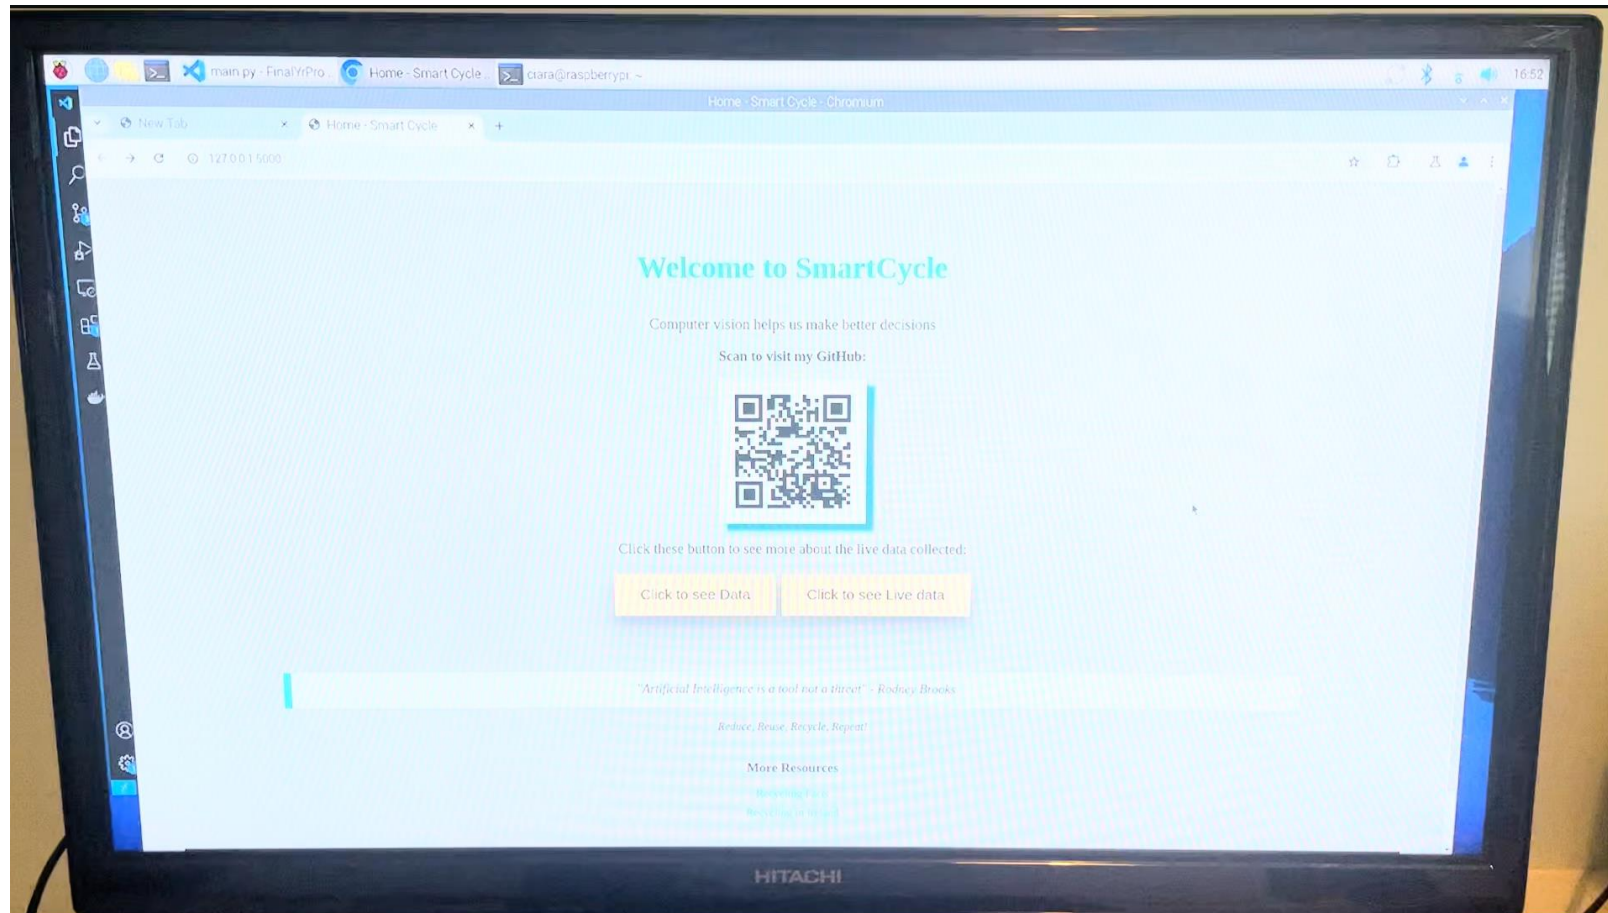 main.py - FinalYrPro...
Home - Smart Cycle ...
ciara@raspberrypi: ~
16:52
Home - Smart Cycle - Chromium
New Tab
Home - Smart Cycle
127.0.0.1:5000
Welcome to SmartCycle
Computer vision helps us make better decisions
Scan to visit my GitHub:
Click these button to see more about the live data collected:
Click to see Data
Click to see Live data
"Artificial Intelligence is a tool not a threat" - Rodney Brooks
Reduce, Reuse, Recycle, Repeat!
More Resources
HITACHI